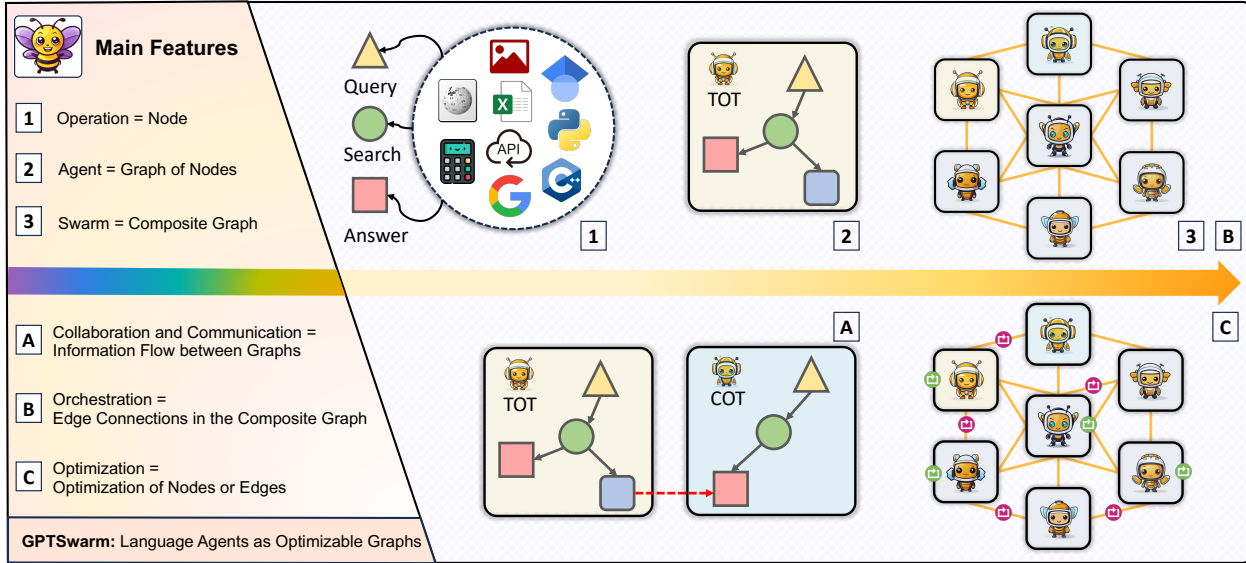 Main Features
1 Operation = Node
2 Agent = Graph of Nodes
3 Swarm = Composite Graph
Query
Search
Answer
API
X
G
C++
1
TOT
2
3 B
A Collaboration and Communication =
Information Flow between Graphs
B Orchestration =
Edge Connections in the Composite Graph
C Optimization =
Optimization of Nodes or Edges
GPTSwarm: Language Agents as Optimizable Graphs
A
TOT
COT
C